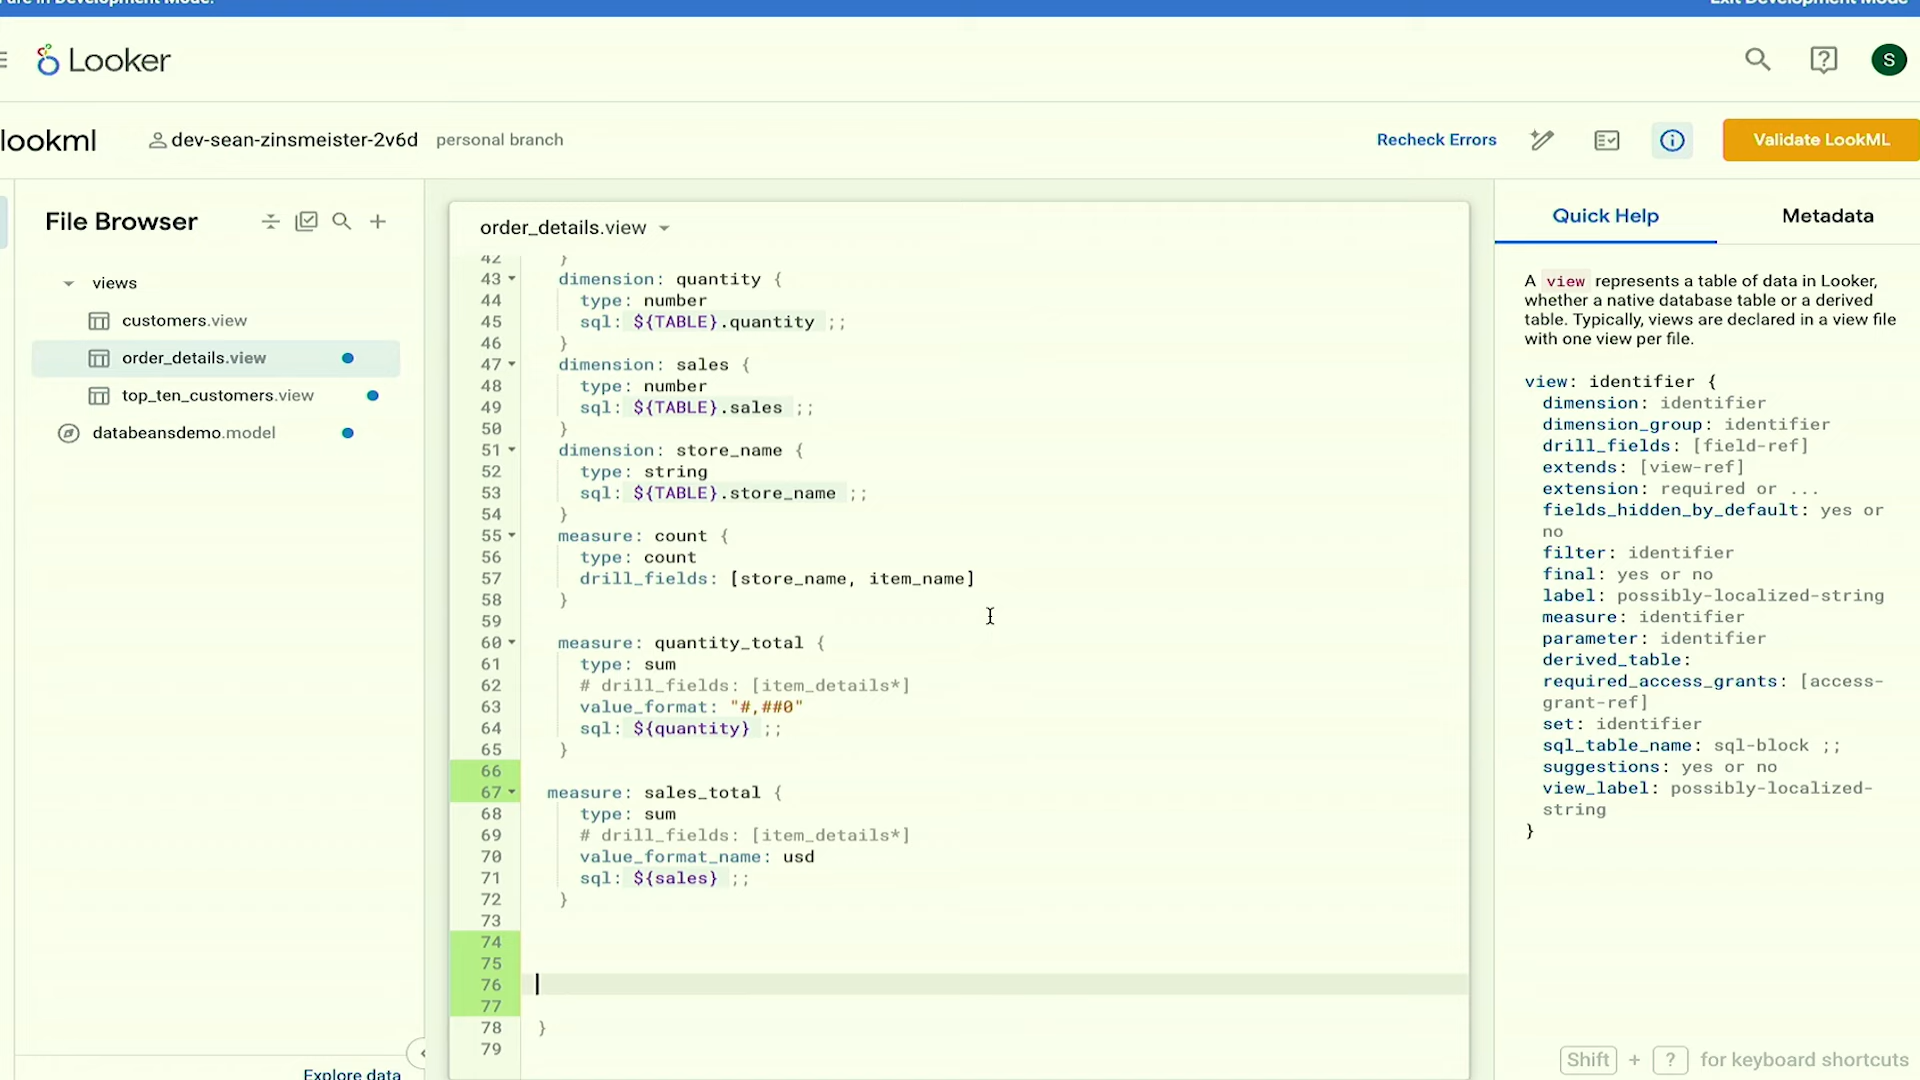 are in Development Mode.
Exit Development Mode
Looker
S
lookml
dev-sean-zinsmeister-2v6d personal branch
Recheck Errors
Validate LookML
File Browser
views
customers.view
order_details.view
top_ten_customers.view
databeansdemo.model
Explore data
order_details.view
42 }
43 dimension: quantity {
44 type: number
45 sql: ${TABLE}.quantity ;;
46 }
47 dimension: sales {
48 type: number
49 sql: ${TABLE}.sales ;;
50 }
51 dimension: store_name {
52 type: string
53 sql: ${TABLE}.store_name ;;
54 }
55 measure: count {
56 type: count
57 drill_fields: [store_name, item_name]
58 }
59
60 measure: quantity_total {
61 type: sum
62 # drill_fields: [item_details*]
63 value_format: "#,##0"
64 sql: ${quantity} ;;
65 }
66
67 measure: sales_total {
68 type: sum
69 # drill_fields: [item_details*]
70 value_format_name: usd
71 sql: ${sales} ;;
72 }
73
74
75
76
77
78 }
79
Quick Help
Metadata
A view represents a table of data in Looker,
whether a native database table or a derived
table. Typically, views are declared in a view file
with one view per file.
view: identifier {
dimension: identifier
dimension_group: identifier
drill_fields: [field-ref]
extends: [view-ref]
extension: required or ...
fields_hidden_by_default: yes or
no
filter: identifier
final: yes or no
label: possibly-localized-string
measure: identifier
parameter: identifier
derived_table:
required_access_grants: [access-
grant-ref]
set: identifier
sql_table_name: sql-block ;;
suggestions: yes or no
view_label: possibly-localized-
string
}
Shift + ? for keyboard shortcuts